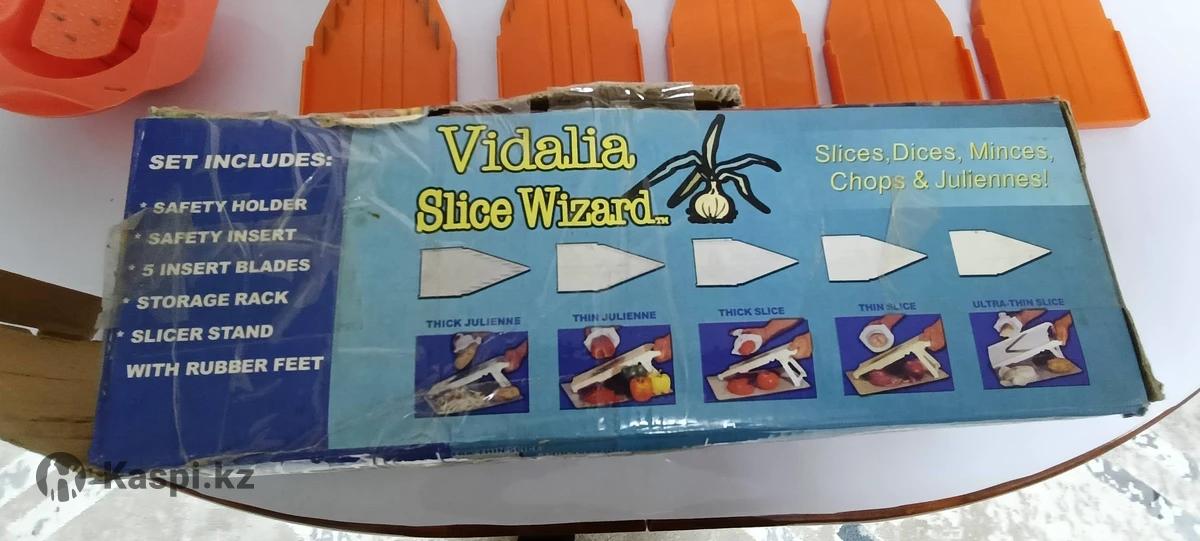 SET INCLUDES:
* SAFETY HOLDER
* SAFETY INSERT
* 5 INSERT BLADES
* STORAGE RACK
* SLICER STAND
WITH RUBBER FEET
Vidalia
Slice Wizard™
Slices, Dices, Minces,
Chops & Juliennes!
THICK JULIENNE
THIN JULIENNE
THICK SLICE
THIN SLICE
ULTRA-THIN SLICE
Kaspi.kz